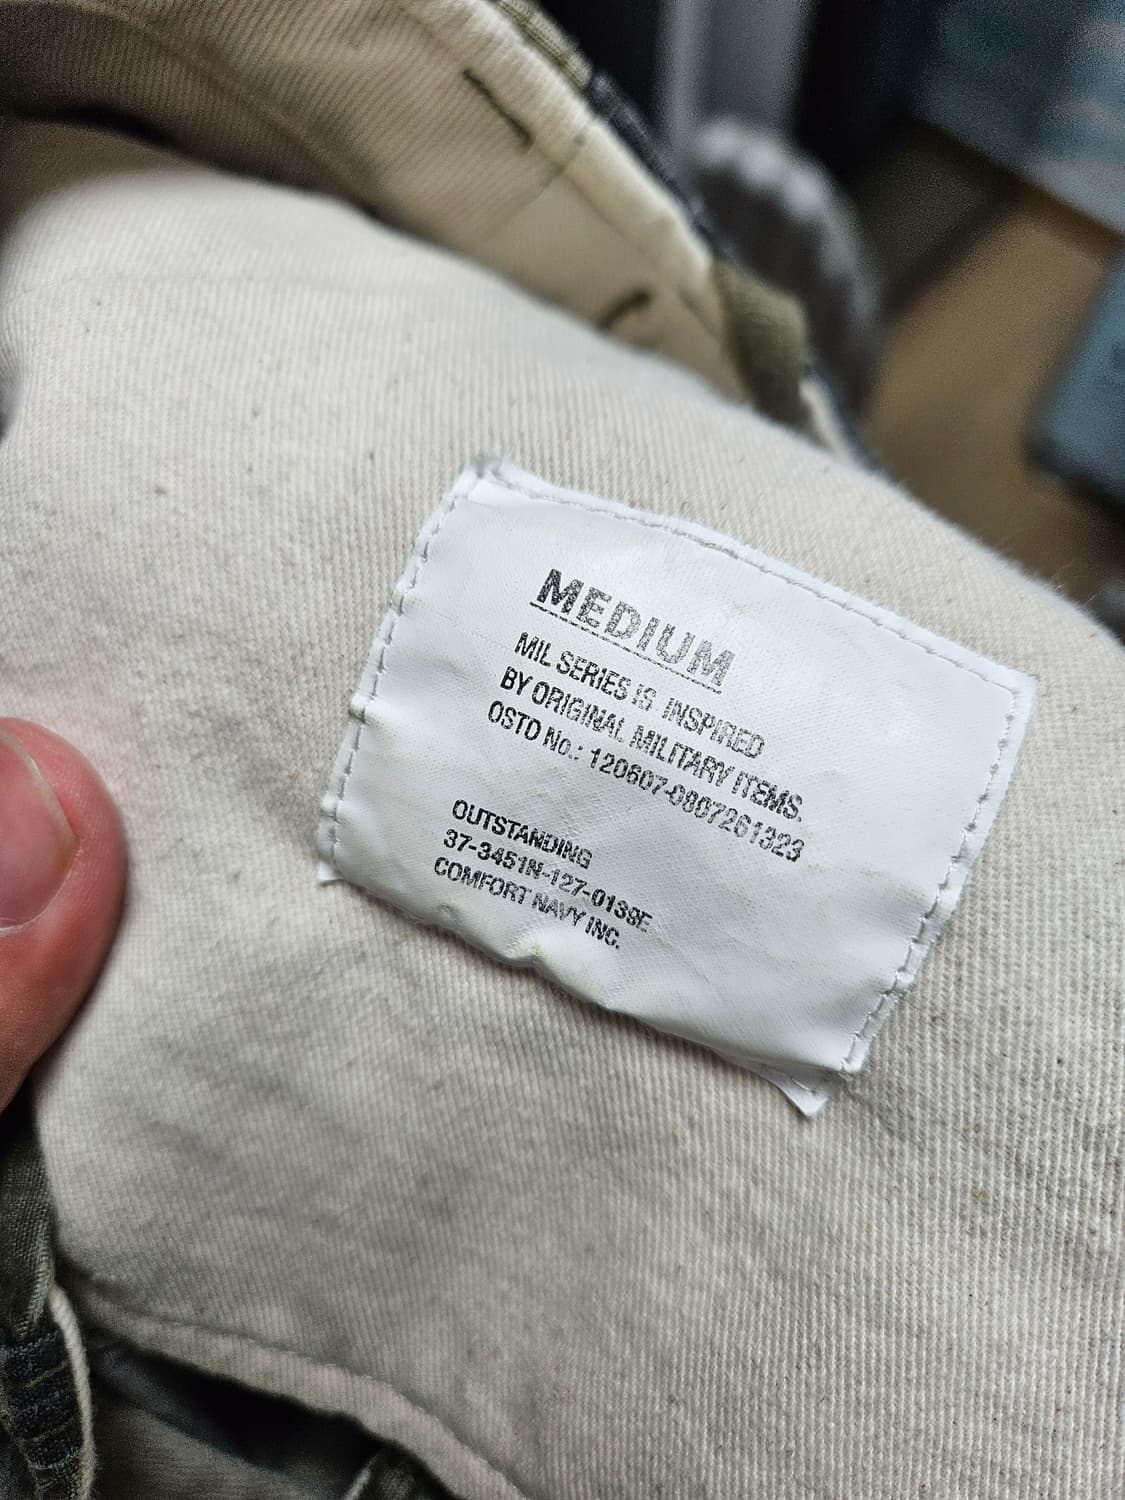 MEDIUM
MIL SERIES IS INSPIRED
BY ORIGINAL MILITARY ITEMS.
OSTD No.: 120607-0807261323
OUTSTANDING
37-3451N-127-0139E
COMFORT NAVY INC.